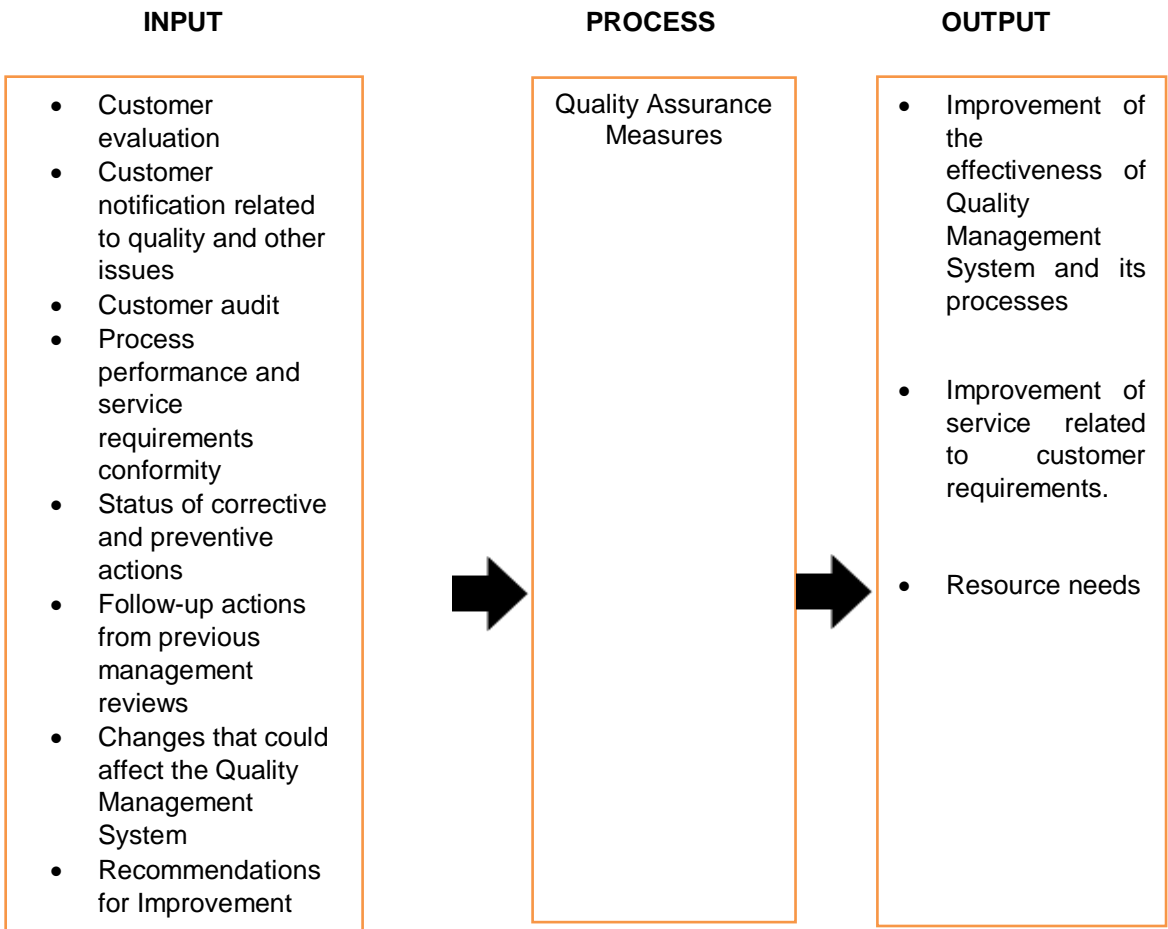 INPUT
PROCESS
OUTPUT
• Customer
evaluation
• Customer
notification related
to quality and other
issues
• Customer audit
• Process
performance and
service
requirements
conformity
• Status of corrective
and preventive
actions
• Follow-up actions
from previous
management
reviews
• Changes that could
affect the Quality
Management
System
• Recommendations
for Improvement
Quality Assurance
Measures
• Improvement of
the
effectiveness of
Quality
Management
System and its
processes
• Improvement of
service related
to customer
requirements.
• Resource needs